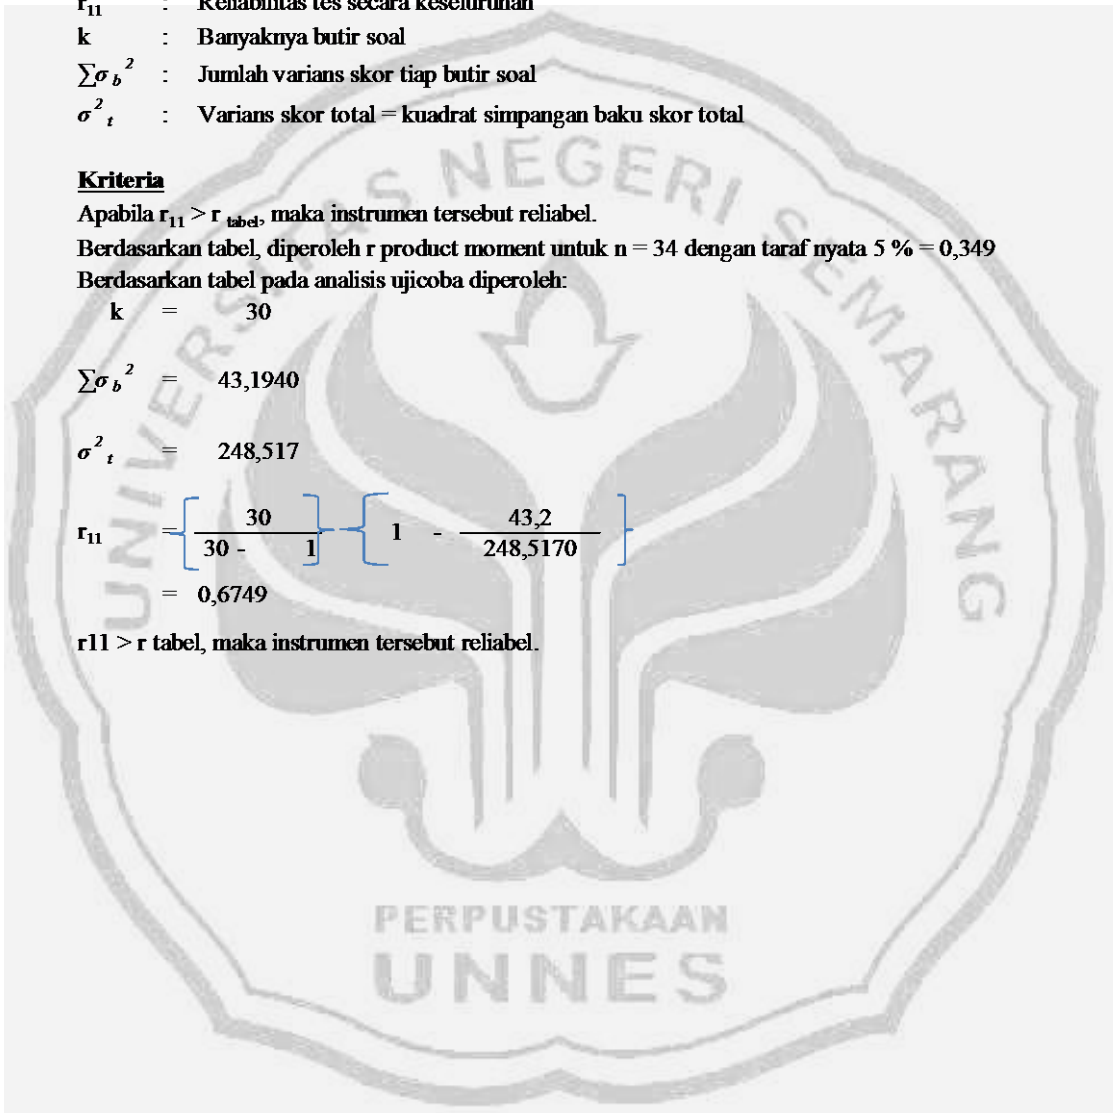 r₁₁ : Reliabilitas tes secara keseluruhan
k : Banyaknya butir soal
∑σ b ² : Jumlah varians skor tiap butir soal
σ ² t : Varians skor total = kuadrat simpangan baku skor total
Kriteria
Apabila r₁₁ > r tabel, maka instrumen tersebut reliabel.
Berdasarkan tabel, diperoleh r product moment untuk n = 34 dengan taraf nyata 5 % = 0,349
Berdasarkan tabel pada analisis ujicoba diperoleh:
k = 30
∑σ b ² = 43,1940
σ ² t = 248,517
30 43,2
r₁₁ = { } - { 1 - }
30 - 1 248,5170
= 0,6749
r11 > r tabel, maka instrumen tersebut reliabel.
UNIVERSITAS NEGERI SEMARANG
PERPUSTAKAAN
UNNES